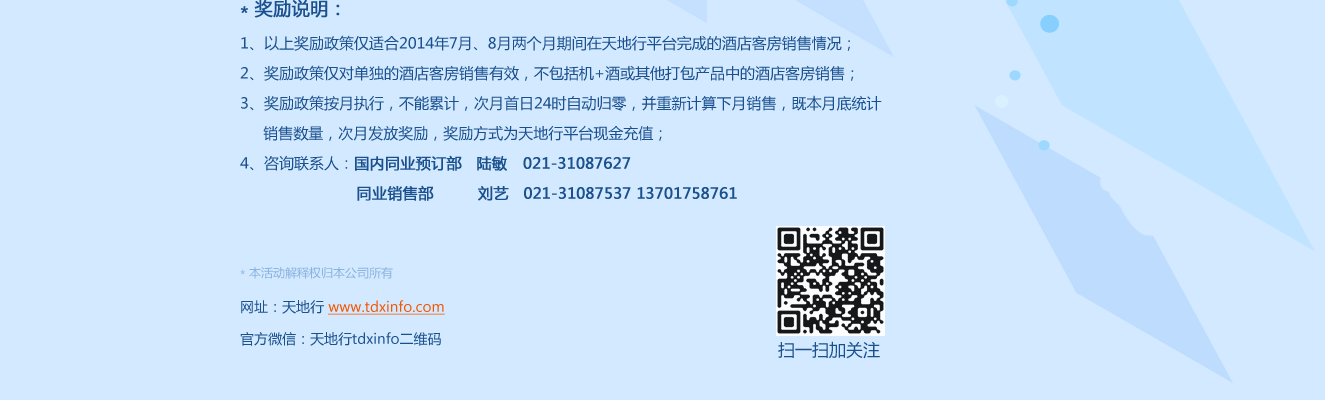 * 奖励说明：
1、以上奖励政策仅适合2014年7月、8月两个月期间在天地行平台完成的酒店客房销售情况；
2、奖励政策仅对单独的酒店客房销售有效，不包括机+酒或其他打包产品中的酒店客房销售；
3、奖励政策按月执行，不能累计，次月首日24时自动归零，并重新计算下月销售，既本月底统计
销售数量，次月发放奖励，奖励方式为天地行平台现金充值；
4、咨询联系人：国内同业预订部 陆敏 021-31087627
同业销售部 刘艺 021-31087537 13701758761
* 本活动解释权归本公司所有
网址：天地行 www.tdxinfo.com
官方微信：天地行tdxinfo二维码
扫一扫加关注